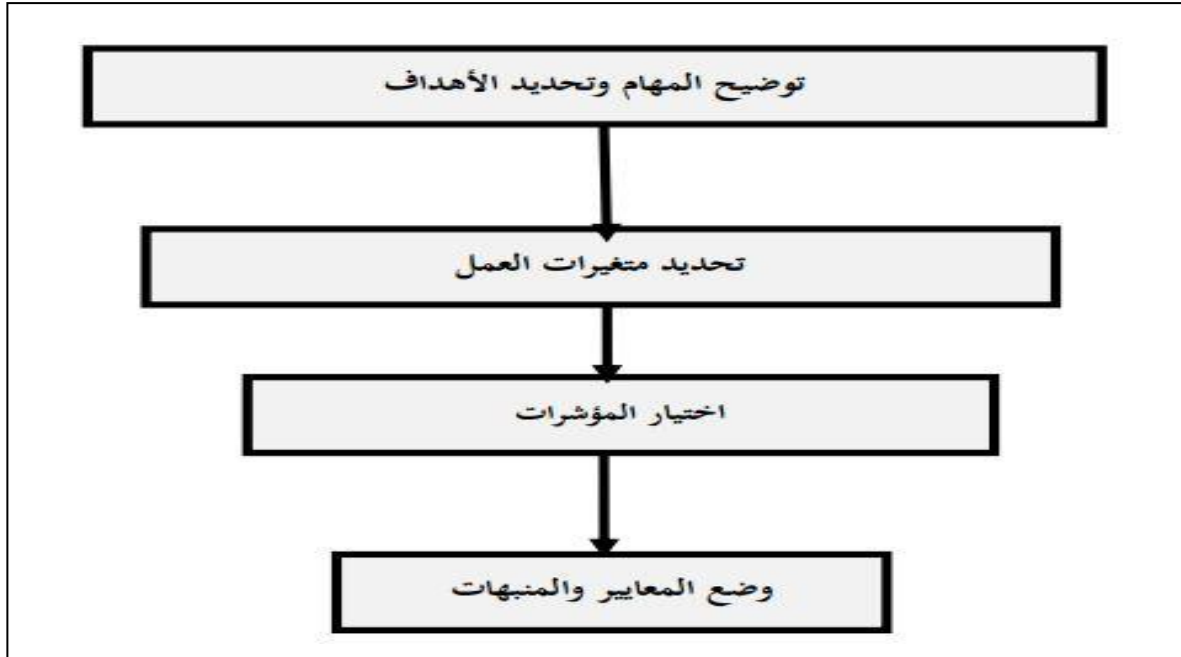 توضيح المهام وتحديد الأهداف
تحديد متغيرات العمل
اختيار المؤشرات
وضع المعايير والمنبهات